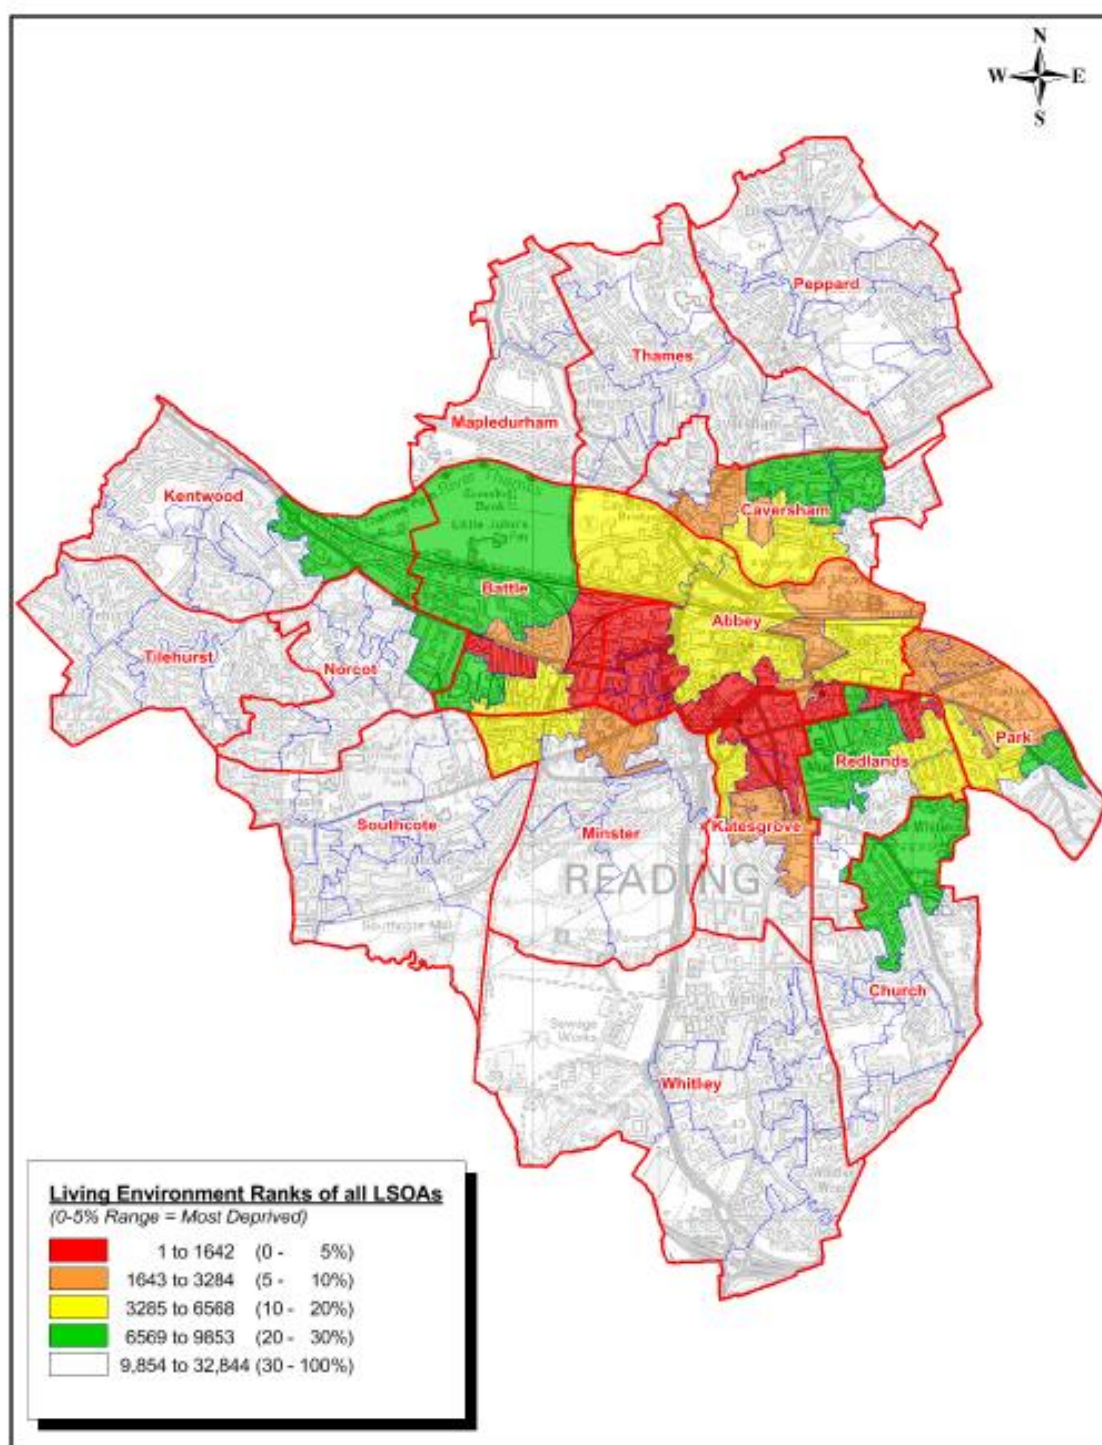 N
W E
S
Peppard
Thames
Mapledurham
Kentwood
Caversham
Battle
Abbey
Tilehurst
Norcot
Park
Redlands
Southcote
Minster
Katesgrove
READING
Church
Sewage
Works
Whitley
Living Environment Ranks of all LSOAs
(0-5% Range = Most Deprived)
1 to 1642 (0 - 5%)
1643 to 3284 (5 - 10%)
3285 to 6568 (10 - 20%)
6569 to 9853 (20 - 30%)
9,854 to 32,844 (30 - 100%)